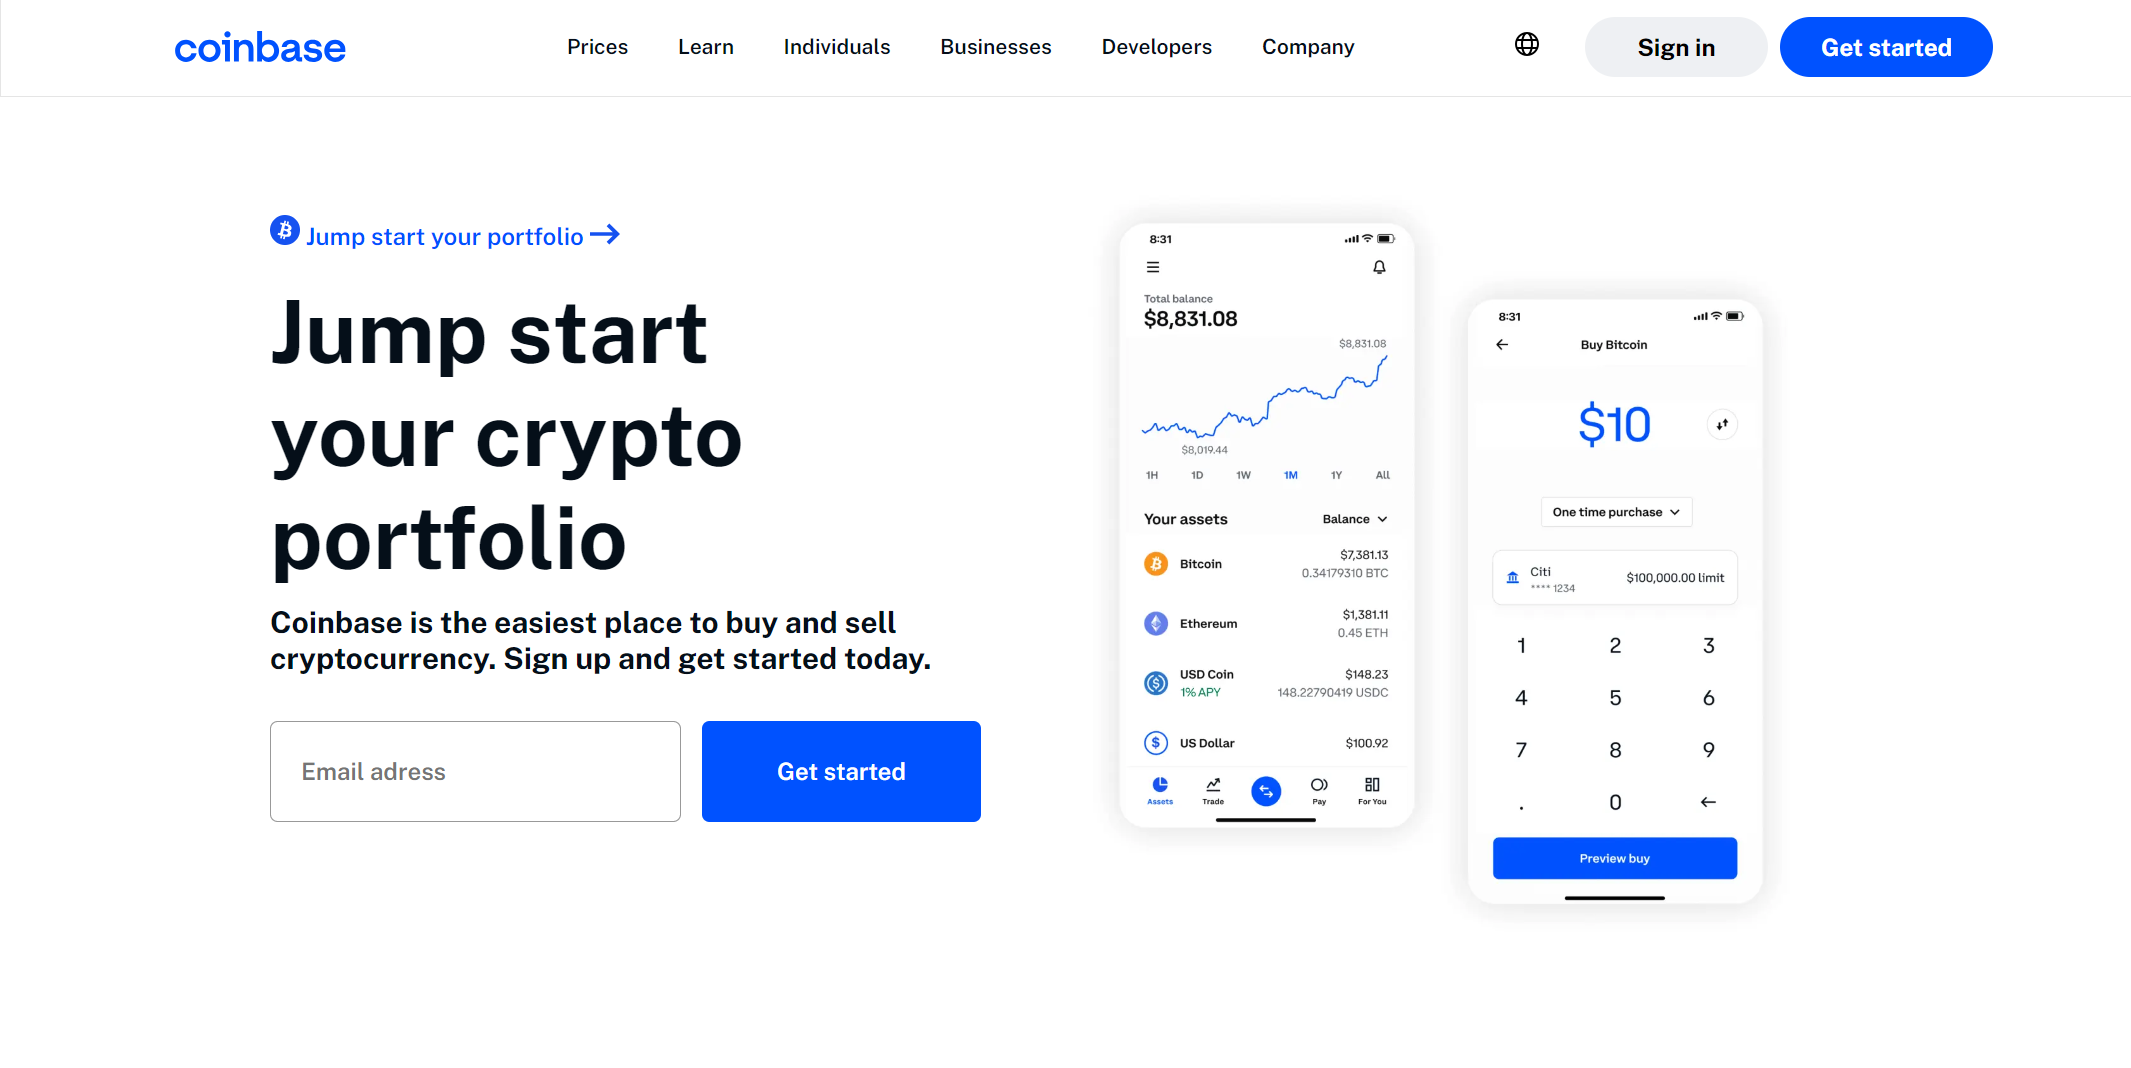 coinbase
Prices Learn Individuals Businesses Developers Company
Sign in
Get started
Jump start your portfolio
Jump start
your crypto
portfolio
Coinbase is the easiest place to buy and sell
cryptocurrency. Sign up and get started today.
Email adress
Get started
8:31
Total balance
$8,831.08
$8,831.08
$8,019.44
1H 1D 1W 1M 1Y All
Your assets Balance
Bitcoin $7,381.13
0.34179310 BTC
Ethereum $1,381.11
0.45 ETH
USD Coin $148.23
1% APY 148.22790419 USDC
US Dollar $100.92
Assets Trade Pay For You
8:31
Buy Bitcoin
$10
One time purchase
Citi $100,000.00 limit
**** 1234
1 2 3
4 5 6
7 8 9
. 0
Preview buy